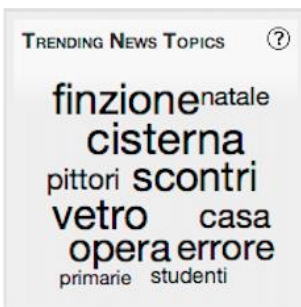 TRENDING NEWS TOPICS ?
finzione natale
cisterna
pittori scontri
vetro casa
opera errore
primarie studenti